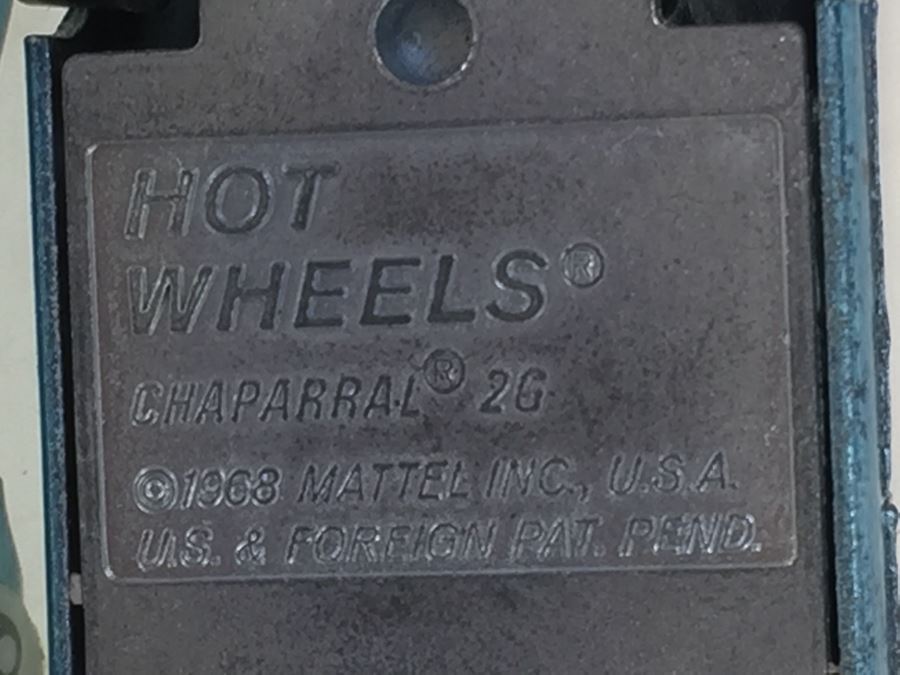 HOT
WHEELS®
CHAPARRAL® 2G
©1968 MATTEL INC., U.S.A.
U.S. & FOREIGN PAT. PEND.